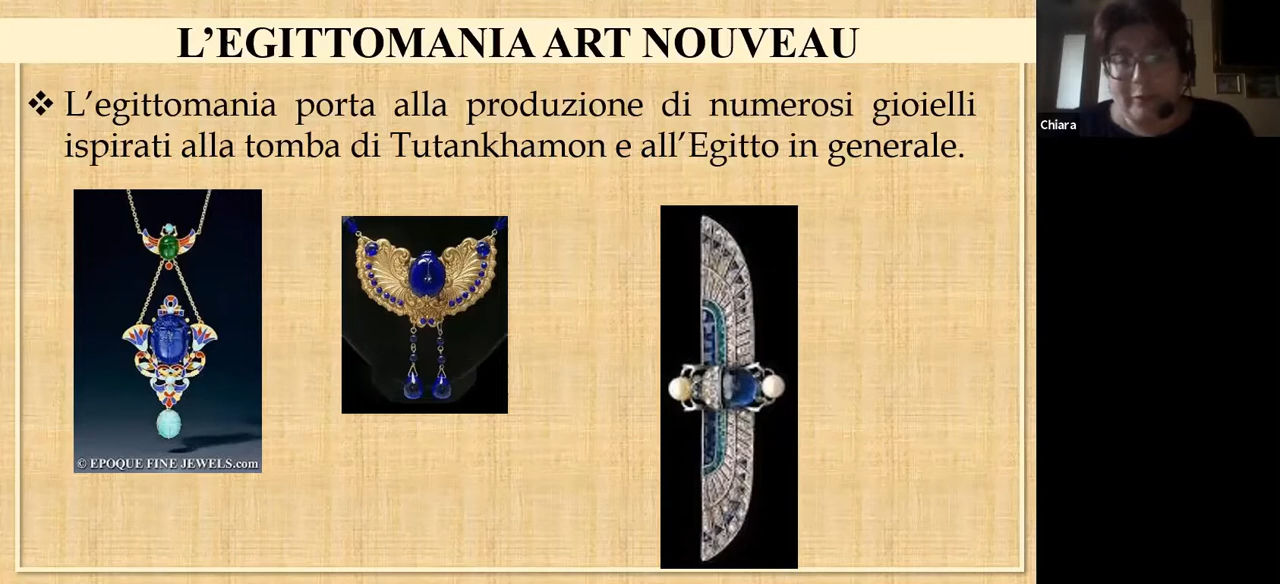 L’EGITTOMANIA ART NOUVEAU
❖ L’egittomania porta alla produzione di numerosi gioielli
ispirati alla tomba di Tutankhamon e all’Egitto in generale.
© EPOQUE FINE JEWELS.com
Chiara